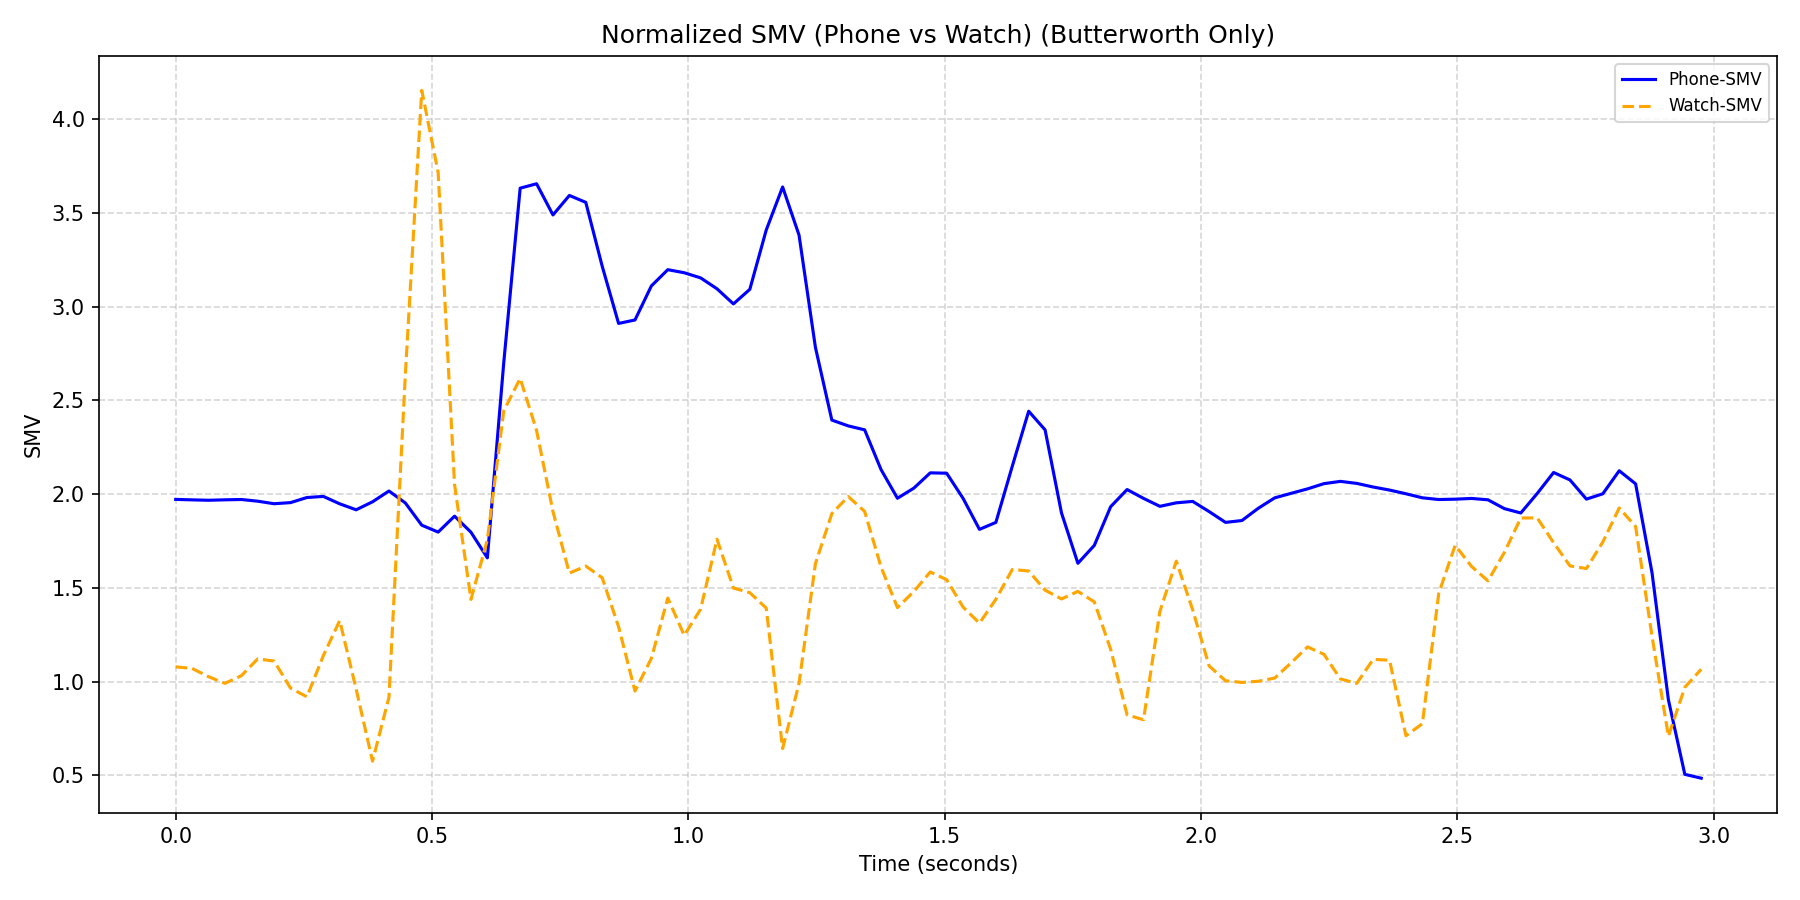 Normalized SMV (Phone vs Watch) (Butterworth Only)
Phone-SMV
Watch-SMV
SMV
4.0
3.5
3.0
2.5
2.0
1.5
1.0
0.5
0.0 0.5 1.0 1.5 2.0 2.5 3.0
Time (seconds)